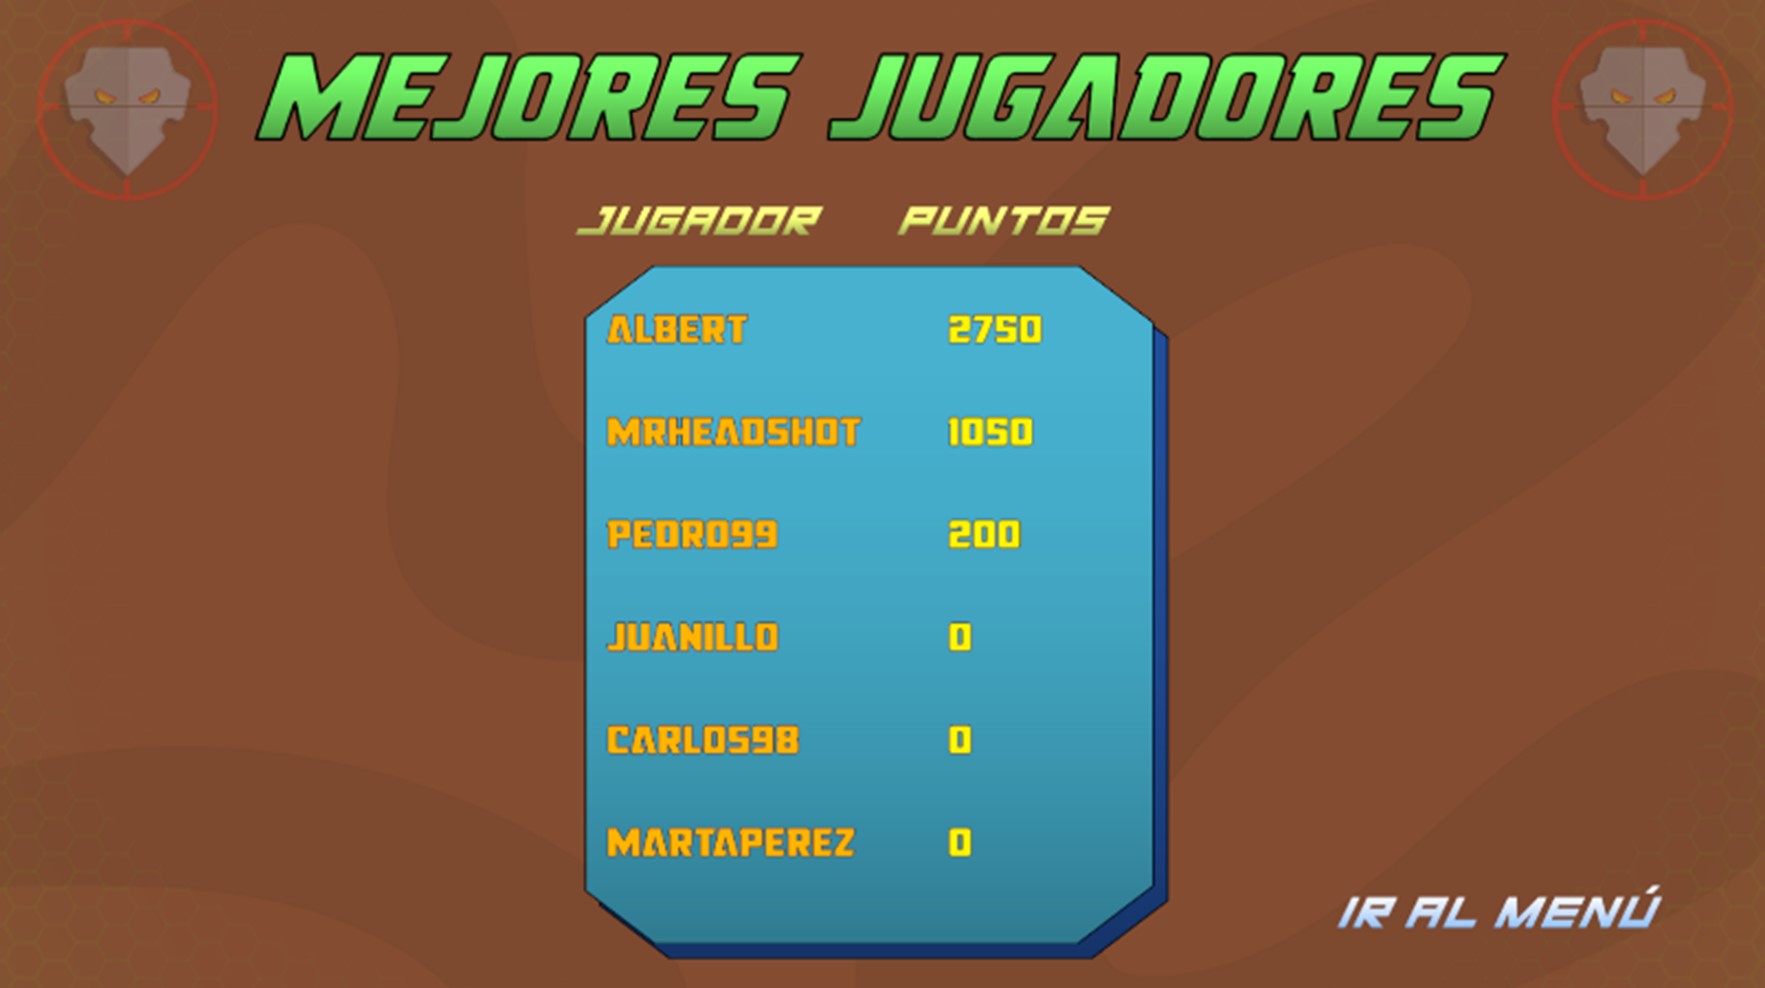 MEJORES JUGADORES
JUGADOR PUNTOS
ALBERT 2750
MRHEADSHOT 1050
PEDRO99 200
JUANILLO 0
CARLOS98 0
MARTAPEREZ 0
IR AL MENÚ